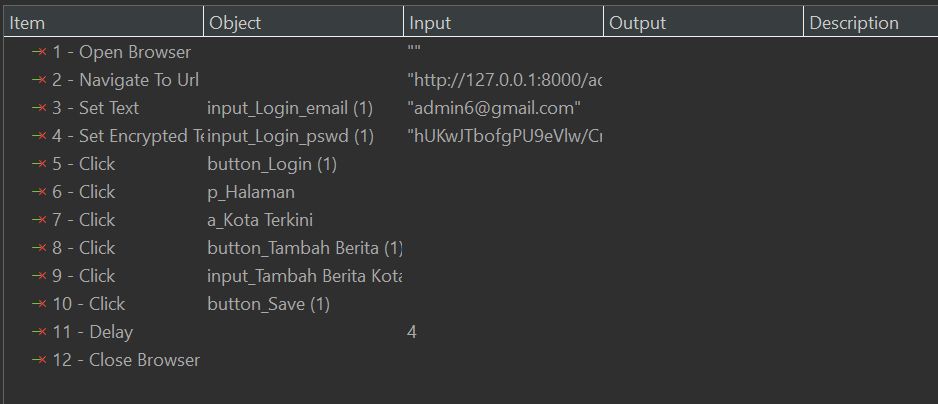 Item Object Input Output Description
1 - Open Browser ""
2 - Navigate To Url "http://127.0.0.1:8000/ac
3 - Set Text input_Login_email (1) "admin6@gmail.com"
4 - Set Encrypted Te input_Login_pswd (1) "hUKwJTbofgPU9eVlw/Cr
5 - Click button_Login (1)
6 - Click p_Halaman
7 - Click a_Kota Terkini
8 - Click button_Tambah Berita (1)
9 - Click input_Tambah Berita Kota
10 - Click button_Save (1)
11 - Delay 4
12 - Close Browser